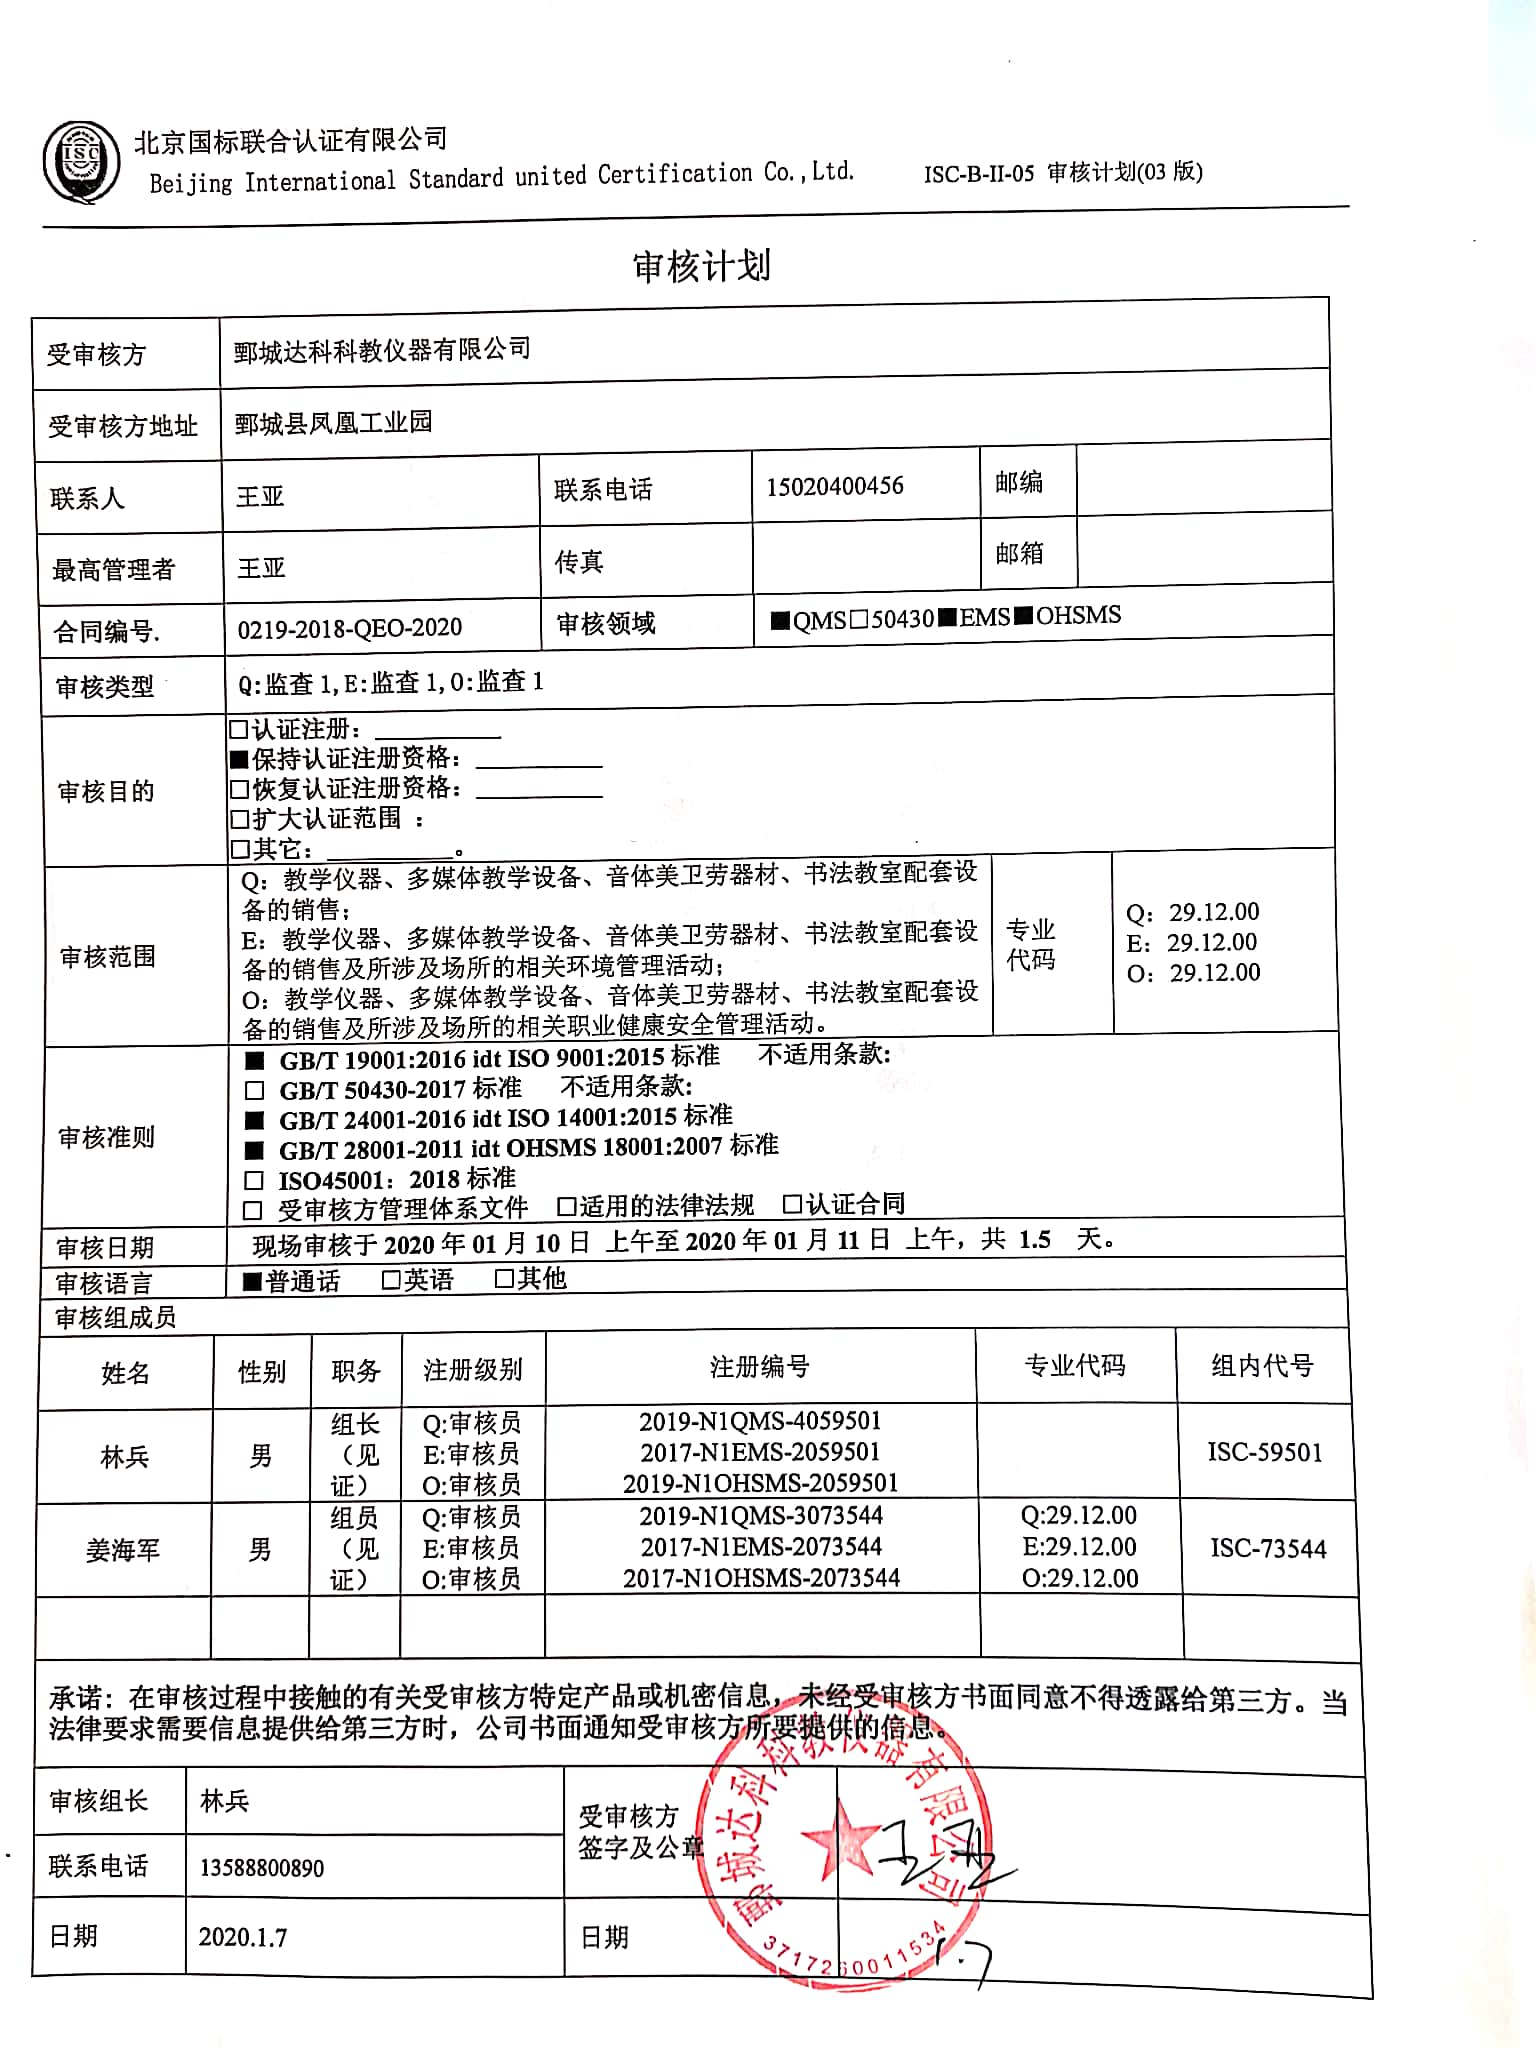 ISC
北京国标联合认证有限公司
Beijing International Standard united Certification Co.,Ltd.
ISC-B-II-05 审核计划(03 版)
审核计划
受审核方 鄄城达科科教仪器有限公司
受审核方地址 鄄城县凤凰工业园
联系人 王亚 联系电话 15020400456 邮编
最高管理者 王亚 传真 邮箱
合同编号. 0219-2018-QEO-2020 审核领域 ■QMS□50430■EMS■OHSMS
审核类型 Q:监查 1,E:监查 1,O:监查 1
审核目的
□认证注册：__________
■保持认证注册资格：__________
□恢复认证注册资格：__________
□扩大认证范围 ：
□其它：__________。
审核范围
Q：教学仪器、多媒体教学设备、音体美卫劳器材、书法教室配套设
备的销售；
E：教学仪器、多媒体教学设备、音体美卫劳器材、书法教室配套设
备的销售及所涉及场所的相关环境管理活动；
O：教学仪器、多媒体教学设备、音体美卫劳器材、书法教室配套设
备的销售及所涉及场所的相关职业健康安全管理活动。
专业
代码
Q：29.12.00
E：29.12.00
O：29.12.00
审核准则
■ GB/T 19001:2016 idt ISO 9001:2015 标准 不适用条款:
□ GB/T 50430-2017 标准 不适用条款:
■ GB/T 24001-2016 idt ISO 14001:2015 标准
■ GB/T 28001-2011 idt OHSMS 18001:2007 标准
□ ISO45001：2018 标准
□ 受审核方管理体系文件 □适用的法律法规 □认证合同
审核日期 现场审核于 2020 年 01 月 10 日 上午至 2020 年 01 月 11 日 上午，共 1.5 天。
审核语言 ■普通话 □英语 □其他
审核组成员
姓名 性别 职务 注册级别 注册编号 专业代码 组内代号
林兵 男
组长
（见
证）
Q:审核员
E:审核员
O:审核员
2019-N1QMS-4059501
2017-N1EMS-2059501
2019-N1OHSMS-2059501
ISC-59501
姜海军 男
组员
（见
证）
Q:审核员
E:审核员
O:审核员
2019-N1QMS-3073544
2017-N1EMS-2073544
2017-N1OHSMS-2073544
Q:29.12.00
E:29.12.00
O:29.12.00
ISC-73544
承诺：在审核过程中接触的有关受审核方特定产品或机密信息，未经受审核方书面同意不得透露给第三方。当
法律要求需要信息提供给第三方时，公司书面通知受审核方所要提供的信息。
审核组长 林兵
受审核方
签字及公章
王亚
鄄城达科科教仪器有限公司
3717260011534
联系电话 13588800890
日期 2020.1.7 日期 1.7